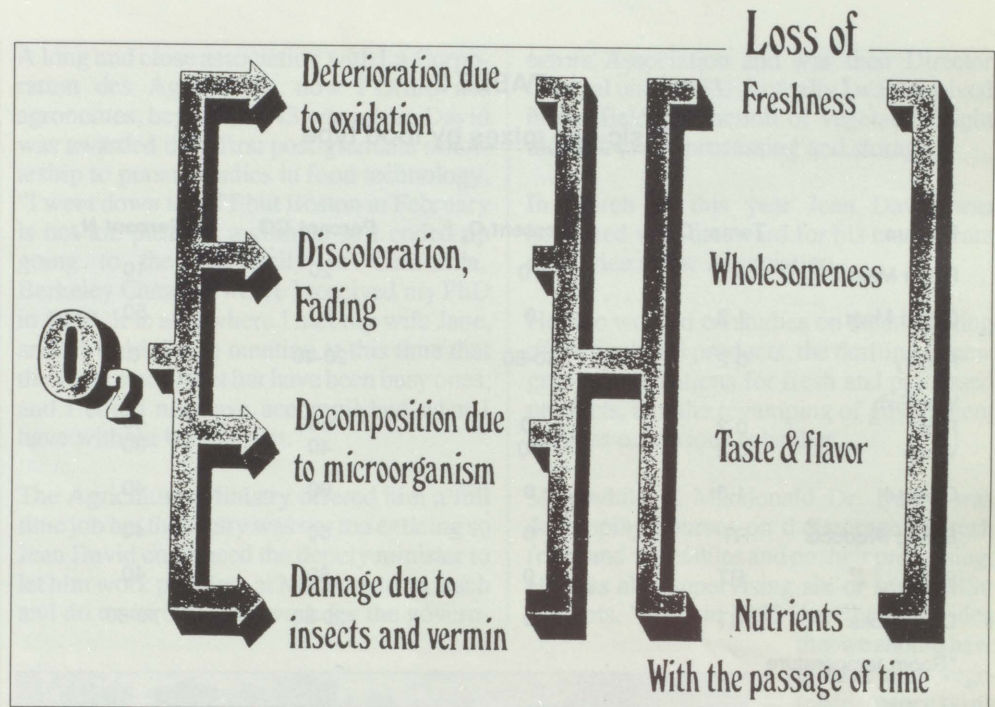 Loss of
O₂
Deterioration due
to oxidation
Discoloration,
Fading
Decomposition due
to microorganism
Damage due to
insects and vermin
Freshness
Wholesomeness
Taste & flavor
Nutrients
With the passage of time